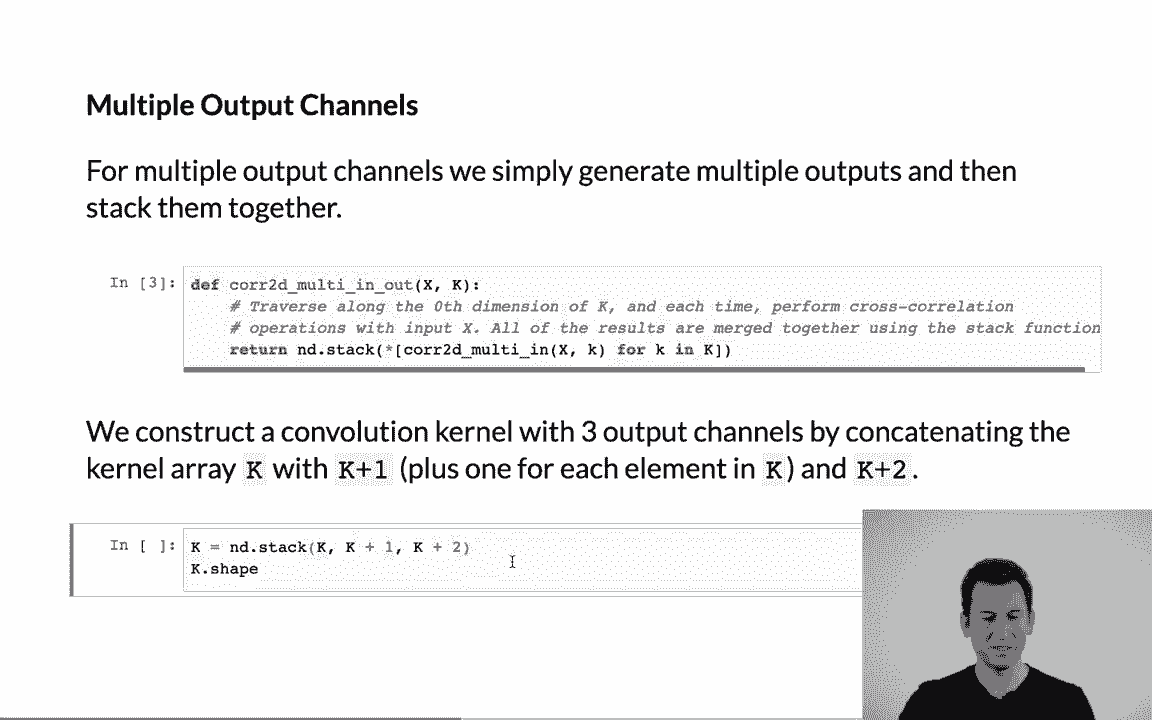 Multiple Output Channels
For multiple output channels we simply generate multiple outputs and then
stack them together.
In [3]: def corr2d_multi_in_out(X, K):
# Traverse along the 0th dimension of K, and each time, perform cross-correlation
# operations with input X. All of the results are merged together using the stack function
return nd.stack(*[corr2d_multi_in(X, k) for k in K])
We construct a convolution kernel with 3 output channels by concatenating the
kernel array K with K+1 (plus one for each element in K) and K+2.
In [ ]: K = nd.stack(K, K + 1, K + 2)
K.shape